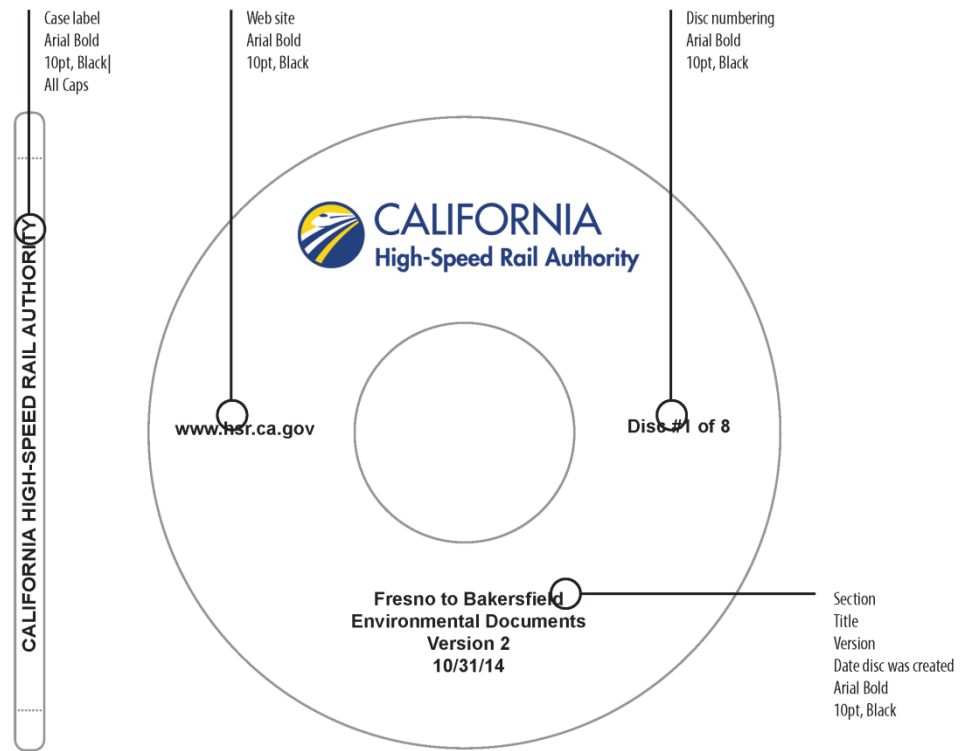 Case label
Arial Bold
10pt, Black|
All Caps
Web site
Arial Bold
10pt, Black
Disc numbering
Arial Bold
10pt, Black
CALIFORNIA HIGH-SPEED RAIL AUTHORITY
CALIFORNIA
High-Speed Rail Authority
www.hsr.ca.gov
Disc #1 of 8
Fresno to Bakersfield
Environmental Documents
Version 2
10/31/14
Section
Title
Version
Date disc was created
Arial Bold
10pt, Black